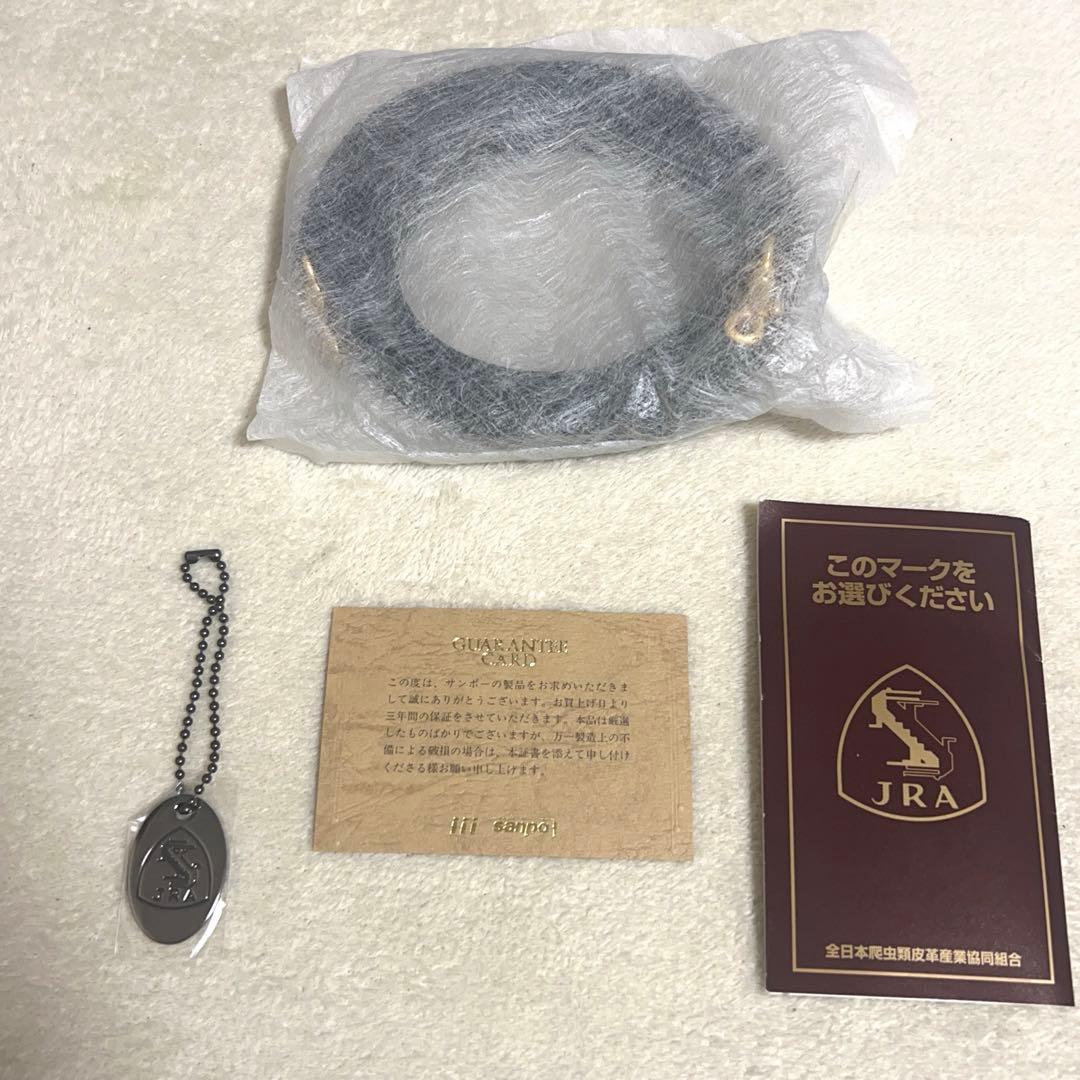 このマークを
お選びください
JRA
全日本爬虫類皮革産業協同組合
GUARANTEE
CARD
この度は、サンポーの製品をお求めいただきま
して誠にありがとうございます。お買上げ日より
三年間の保証をさせていただきます。本品は厳選
したものばかりでございますが、万一製造上の不
備による破損の場合は、本証書を添えて申し付け
くださる様お願い申し上げます。
sanpo
JRA